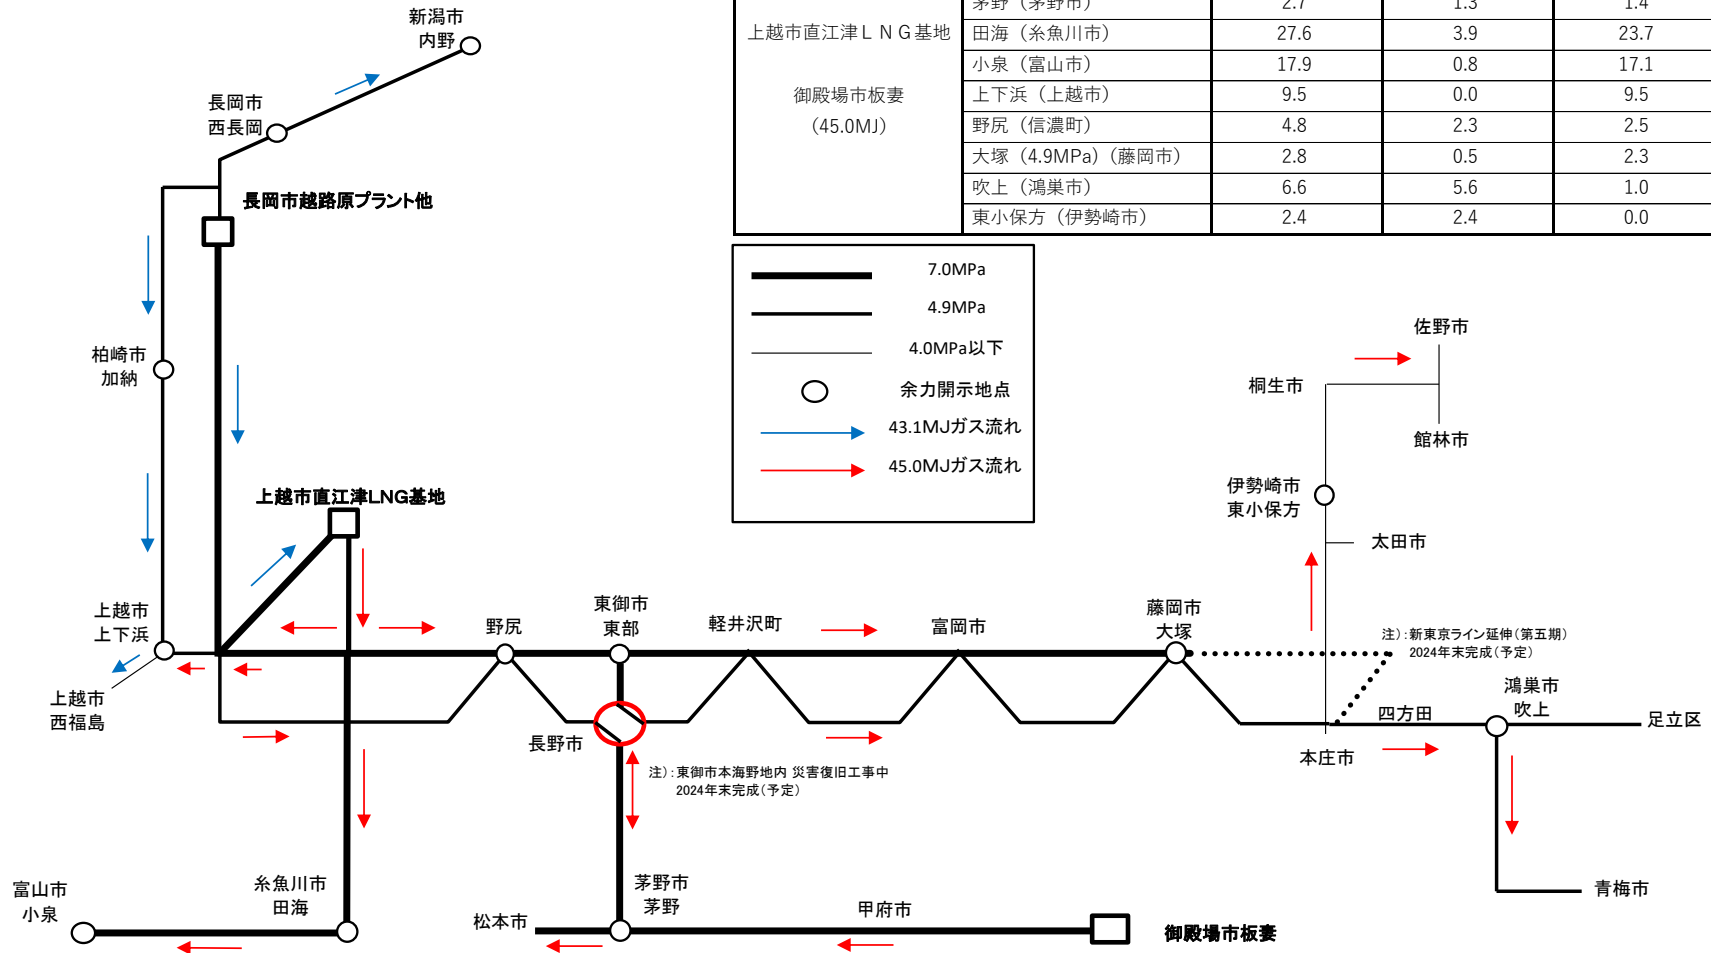 茅野（茅野市） 2.7 1.3 1.4
上越市直江津ＬＮＧ基地
田海（糸魚川市） 27.6 3.9 23.7
小泉（富山市） 17.9 0.8 17.1
御殿場市板妻
上下浜（上越市） 9.5 0.0 9.5
（45.0MJ）
野尻（信濃町） 4.8 2.3 2.5
大塚（4.9MPa）（藤岡市） 2.8 0.5 2.3
吹上（鴻巣市） 6.6 5.6 1.0
東小保方（伊勢崎市） 2.4 2.4 0.0
新潟市
内野
長岡市
西長岡
長岡市越路原プラント他
7.0MPa
4.9MPa
4.0MPa以下
余力開示地点
43.1MJガス流れ
45.0MJガス流れ
柏崎市
加納
佐野市
桐生市
館林市
伊勢崎市
東小保方
太田市
上越市直江津LNG基地
上越市
上下浜
野尻
東御市
東部
軽井沢町
富岡市
藤岡市
大塚
注）：新東京ライン延伸（第五期）
2024年末完成（予定）
上越市
西福島
長野市
四方田
鴻巣市
吹上
足立区
本庄市
注）：東御市本海野地内 災害復旧工事中
2024年末完成（予定）
富山市
小泉
糸魚川市
田海
松本市
茅野市
茅野
甲府市
御殿場市板妻
青梅市